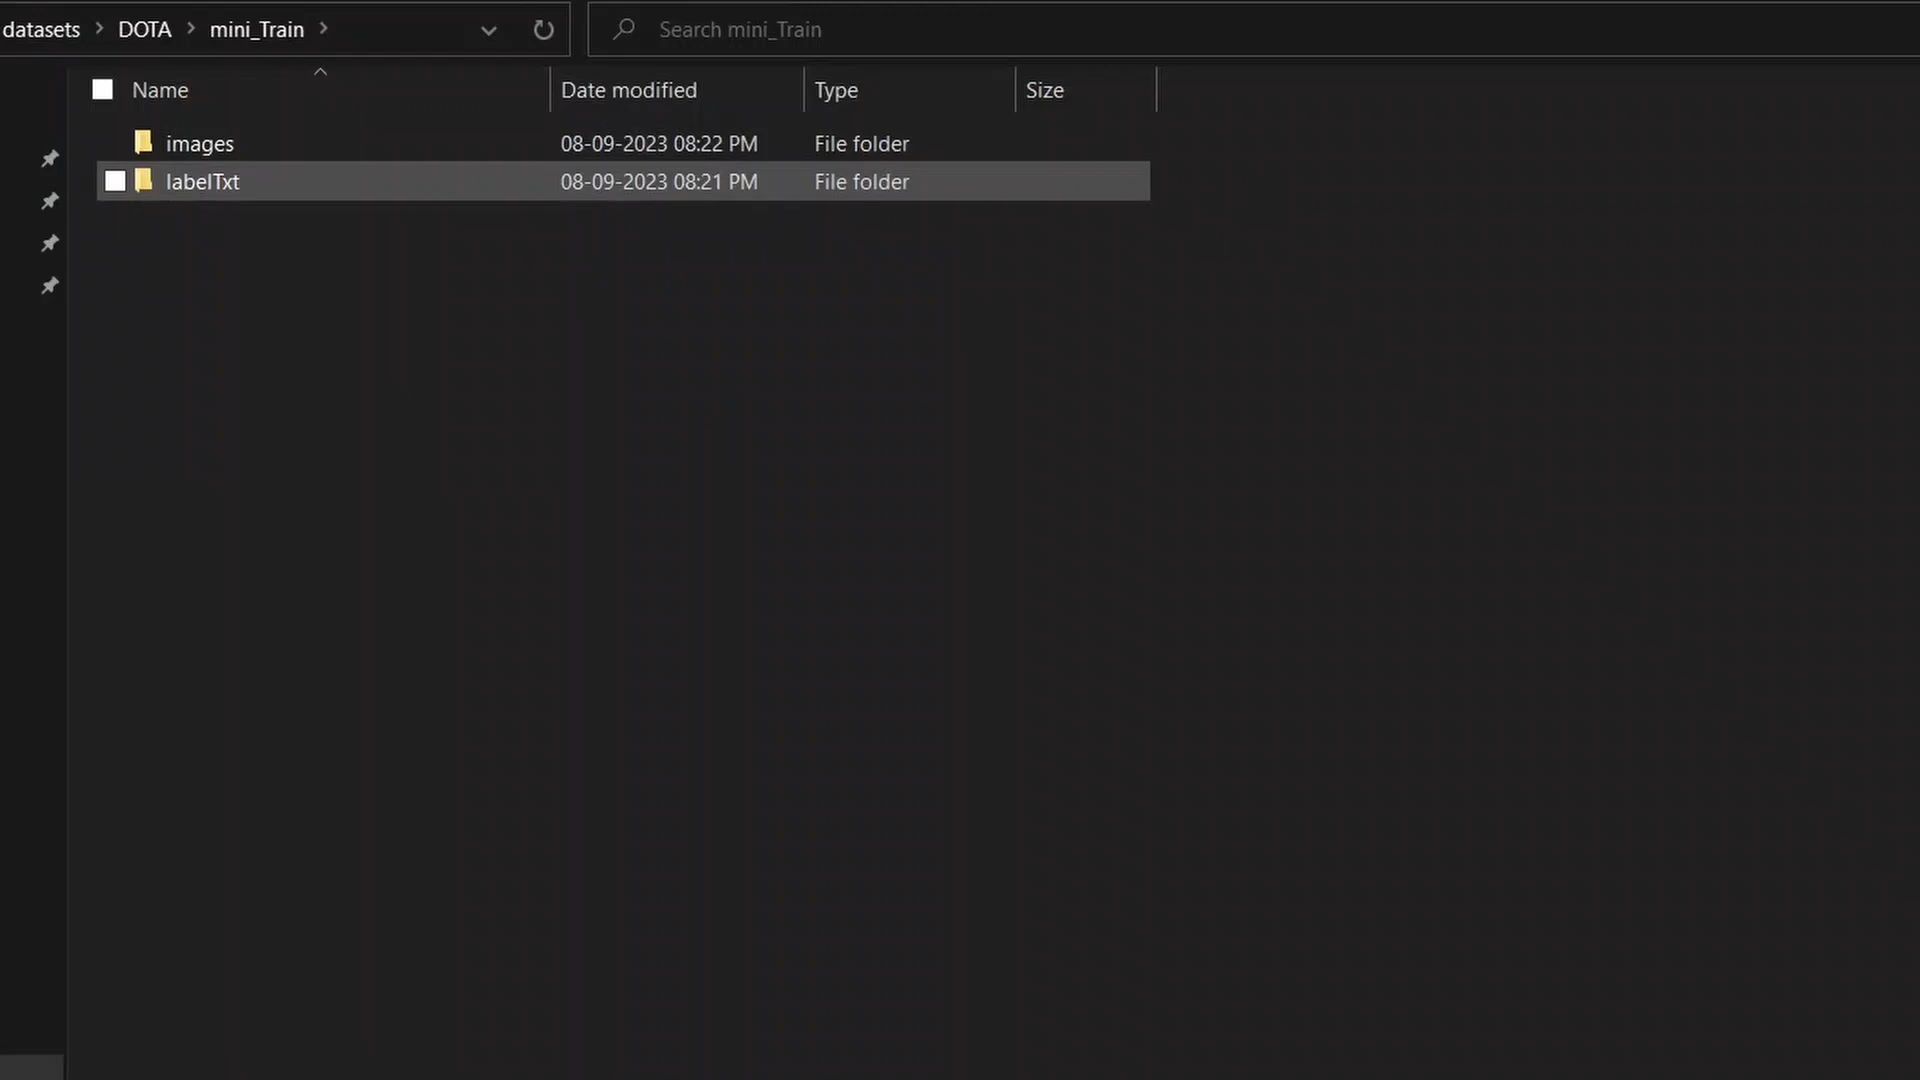 datasets > DOTA > mini_Train >
Search mini_Train
Name Date modified Type Size
images 08-09-2023 08:22 PM File folder
labelTxt 08-09-2023 08:21 PM File folder